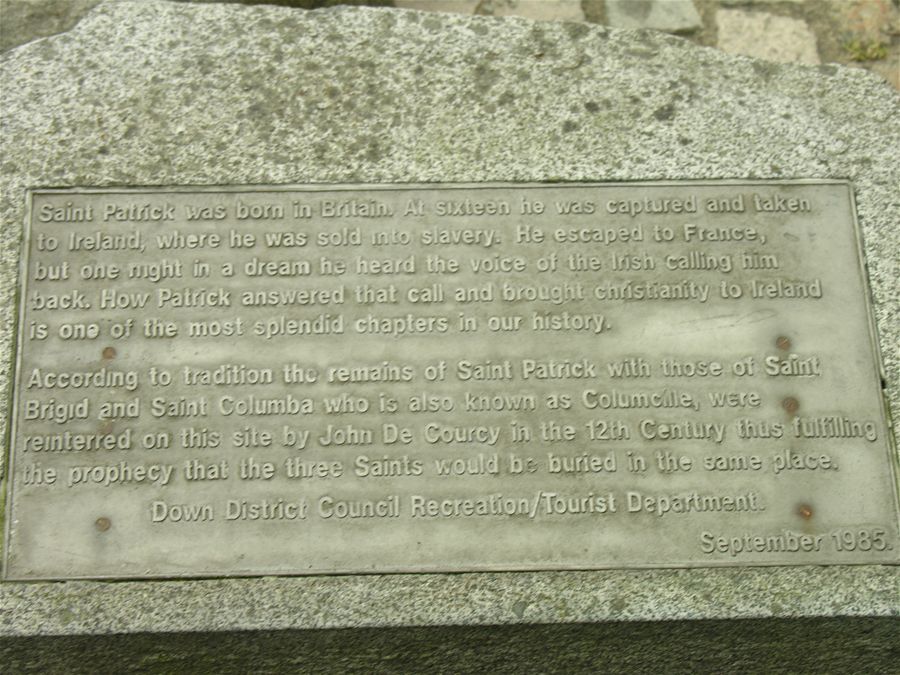 Saint Patrick was born in Britain. At sixteen he was captured and taken
to Ireland, where he was sold into slavery. He escaped to France,
but one night in a dream he heard the voice of the Irish calling him
back. How Patrick answered that call and brought christianity to Ireland
is one of the most splendid chapters in our history.
According to tradition the remains of Saint Patrick with those of Saint
Brigid and Saint Columba who is also known as Columcille, were
reinterred on this site by John De Courcy in the 12th Century thus fulfilling
the prophecy that the three Saints would be buried in the same place.
Down District Council Recreation/Tourist Department.
September 1985.